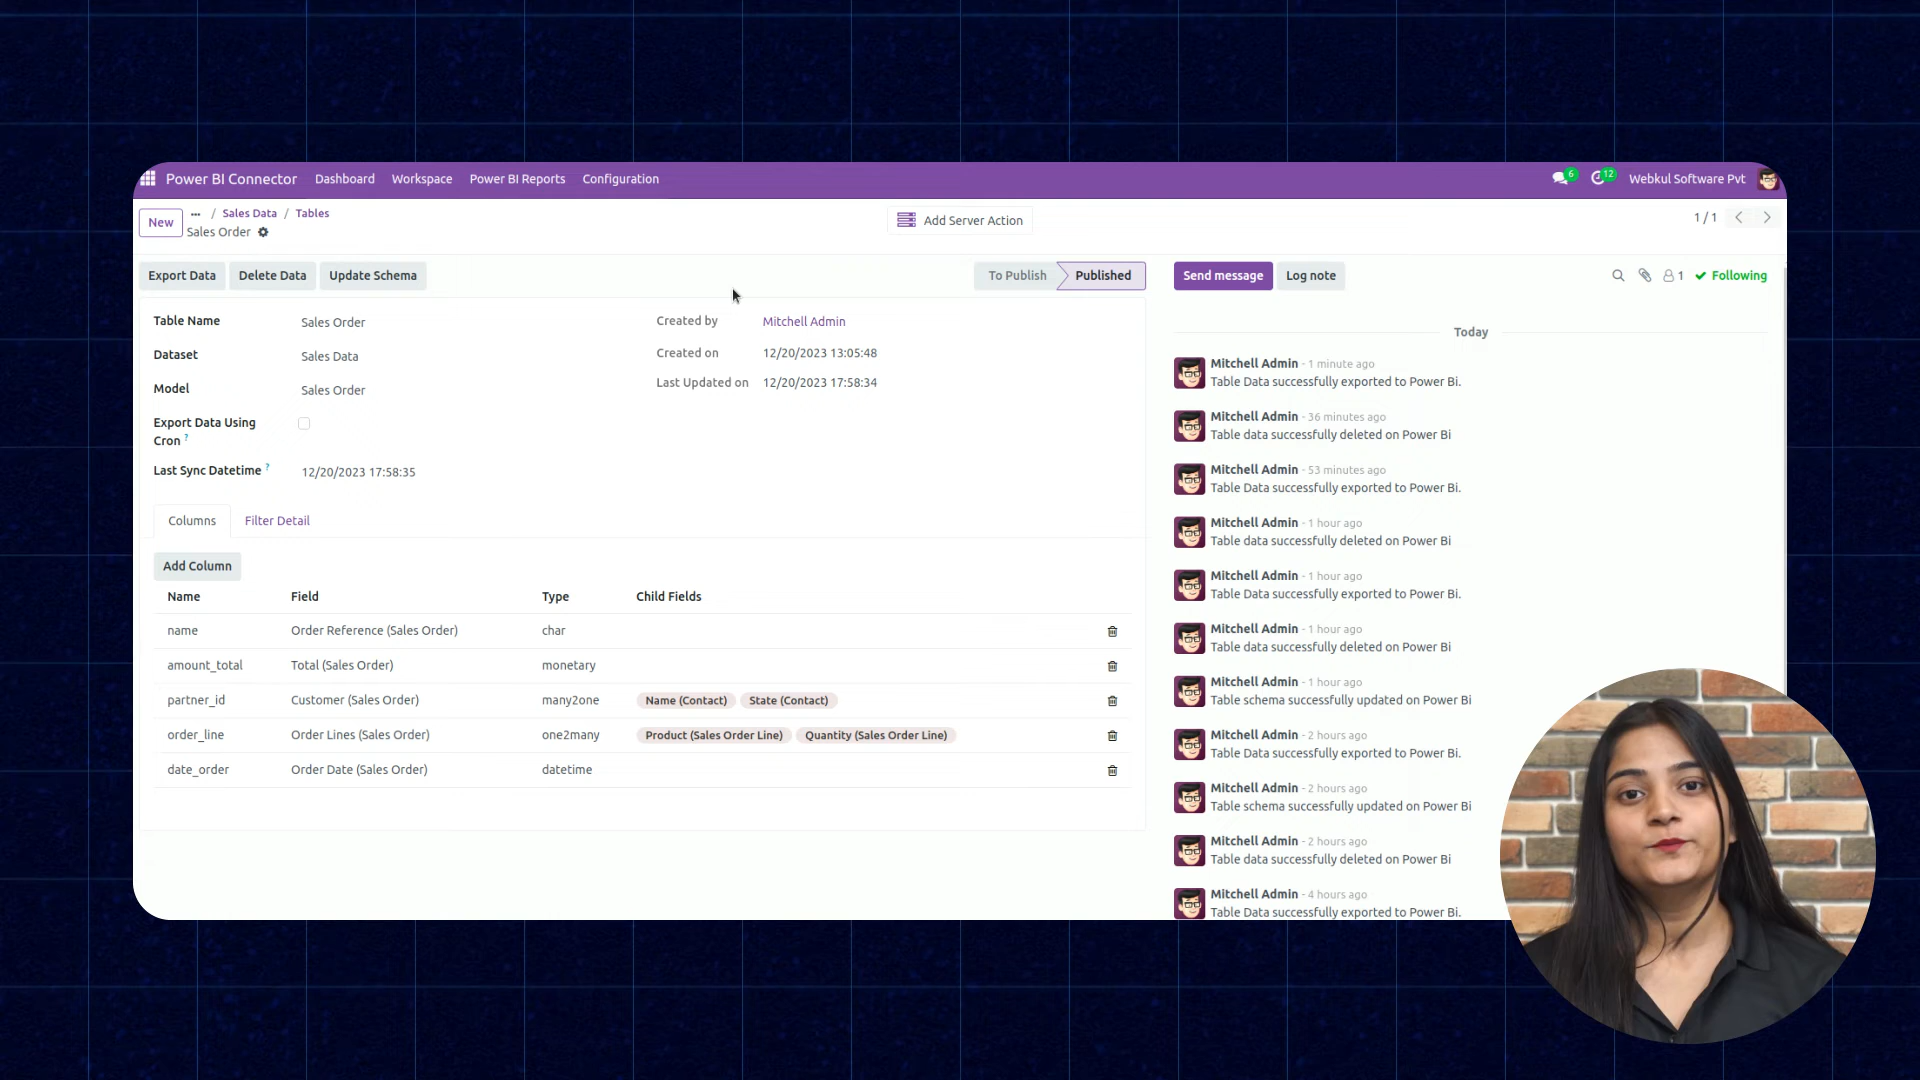 Power BI Connector Dashboard Workspace Power BI Reports Configuration
6 12 Webkul Software Pvt
New ... / Sales Data / Tables
Sales Order
Add Server Action
1 / 1
Export Data Delete Data Update Schema
To Publish Published
Send message Log note
1 Following
Table Name Sales Order
Dataset Sales Data
Model Sales Order
Export Data Using
Cron ?
Last Sync Datetime ? 12/20/2023 17:58:35
Created by Mitchell Admin
Created on 12/20/2023 13:05:48
Last Updated on 12/20/2023 17:58:34
Columns Filter Detail
Add Column
Name Field Type Child Fields
name Order Reference (Sales Order) char
amount_total Total (Sales Order) monetary
partner_id Customer (Sales Order) many2one Name (Contact) State (Contact)
order_line Order Lines (Sales Order) one2many Product (Sales Order Line) Quantity (Sales Order Line)
date_order Order Date (Sales Order) datetime
Today
Mitchell Admin - 1 minute ago
Table Data successfully exported to Power Bi.
Mitchell Admin - 36 minutes ago
Table data successfully deleted on Power Bi
Mitchell Admin - 53 minutes ago
Table Data successfully exported to Power Bi.
Mitchell Admin - 1 hour ago
Table data successfully deleted on Power Bi
Mitchell Admin - 1 hour ago
Table Data successfully exported to Power Bi.
Mitchell Admin - 1 hour ago
Table data successfully deleted on Power Bi
Mitchell Admin - 1 hour ago
Table schema successfully updated on Power Bi
Mitchell Admin - 2 hours ago
Table Data successfully exported to Power Bi.
Mitchell Admin - 2 hours ago
Table schema successfully updated on Power Bi
Mitchell Admin - 2 hours ago
Table data successfully deleted on Power Bi
Mitchell Admin - 4 hours ago
Table Data successfully exported to Power Bi.